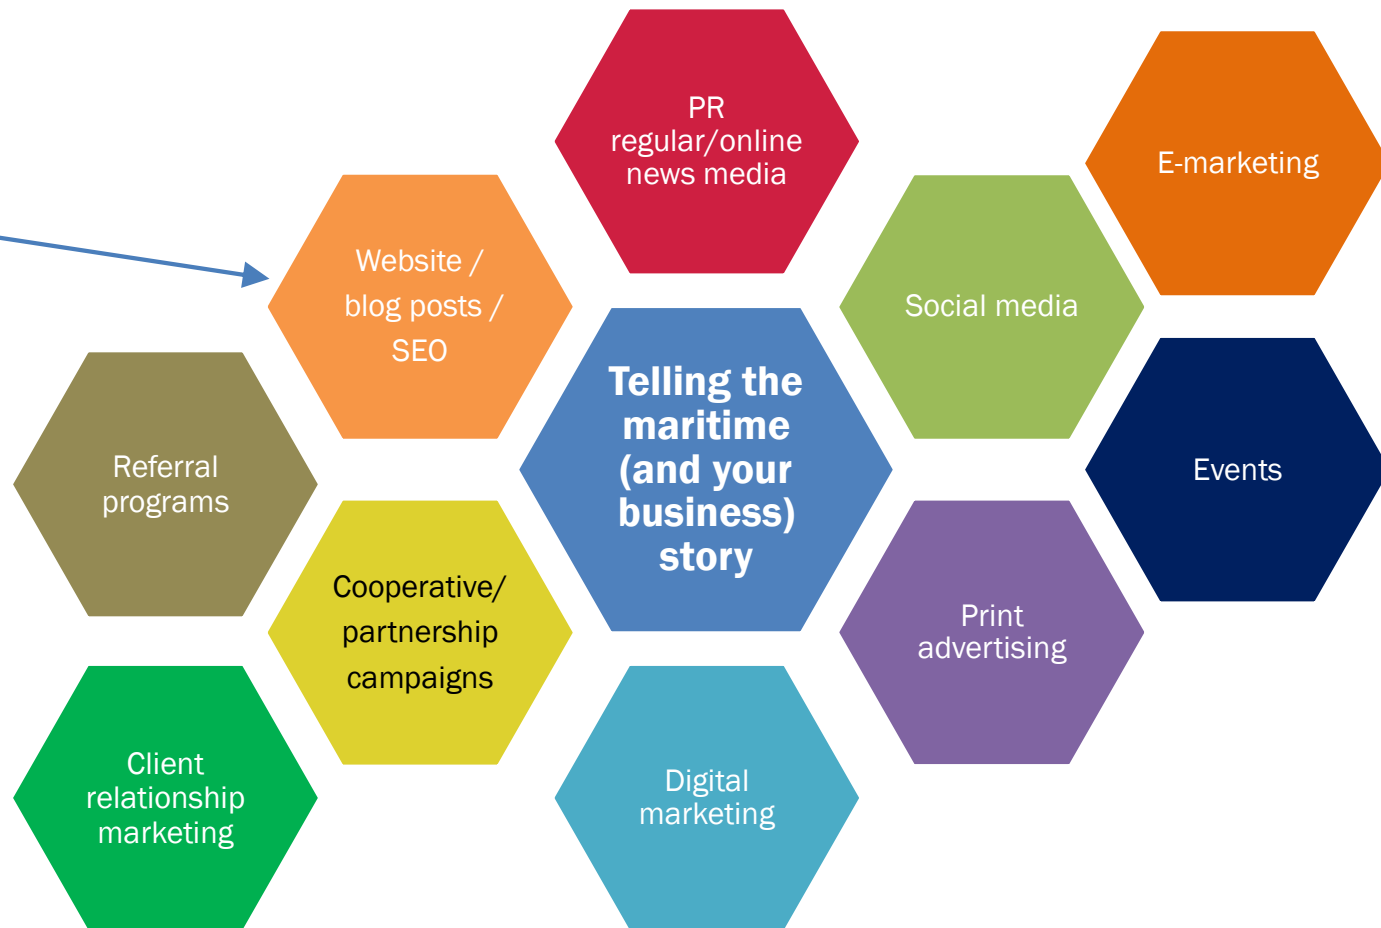 PR
regular/online
news media
E-marketing
Website /
blog posts /
SEO
Social media
Telling the
maritime
(and your
business)
story
Referral
programs
Events
Cooperative/
partnership
campaigns
Print
advertising
Client
relationship
marketing
Digital
marketing